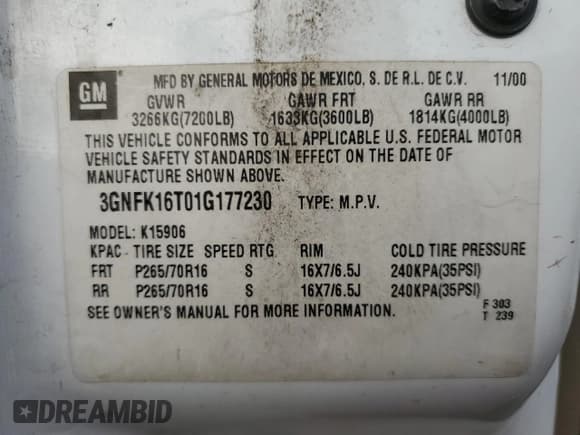 GM
MFD BY GENERAL MOTORS DE MEXICO, S. DE R.L. DE C.V. 11/00
GVWR GAWR FRT GAWR RR
3266KG(7200LB) 1633KG(3600LB) 1814KG(4000LB)
THIS VEHICLE CONFORMS TO ALL APPLICABLE U.S. FEDERAL MOTOR
VEHICLE SAFETY STANDARDS IN EFFECT ON THE DATE OF
MANUFACTURE SHOWN ABOVE.
3GNFK16T01G177230 TYPE: M.P.V.
MODEL: K15906
KPAC- TIRE SIZE SPEED RTG RIM COLD TIRE PRESSURE
FRT P265/70R16 S 16X7/6.5J 240KPA(35PSI)
RR P265/70R16 S 16X7/6.5J 240KPA(35PSI)
SEE OWNER'S MANUAL FOR MORE INFORMATION.
F 303
T 239
DREAMBID